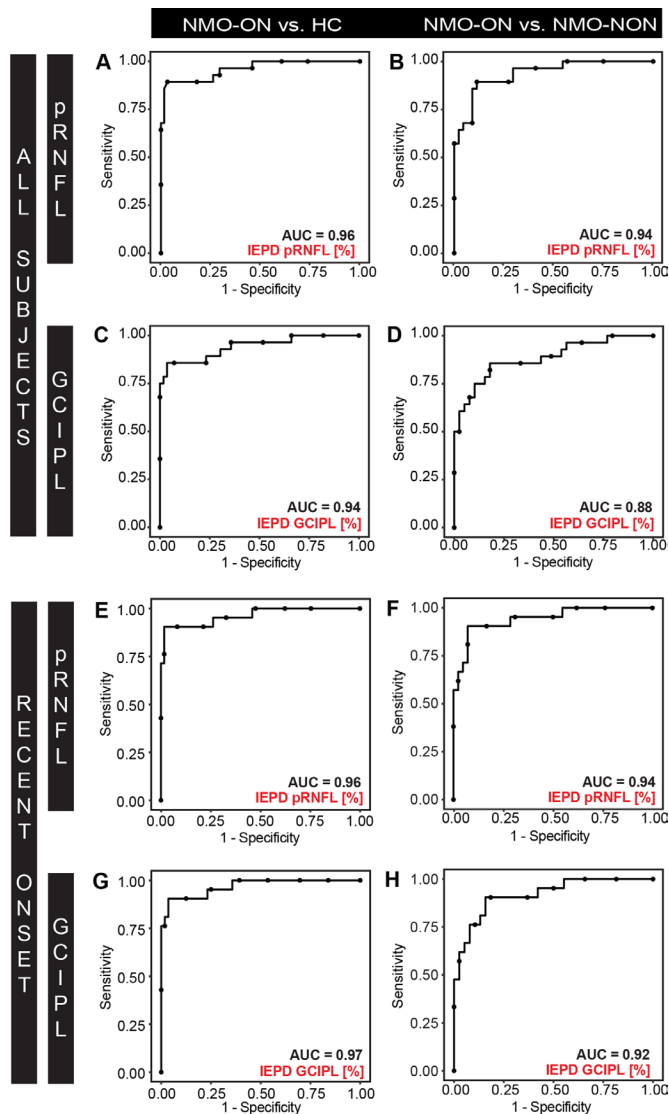 NMO-ON vs. HC
NMO-ON vs. NMO-NON
ALL SUBJECTS
pRNFL
A
1.00
0.75
0.50
0.25
0.00
Sensitivity
AUC = 0.96
IEPD pRNFL [%]
0.00 0.25 0.50 0.75 1.00
1 - Specificity
B
1.00
0.75
0.50
0.25
0.00
Sensitivity
AUC = 0.94
IEPD pRNFL [%]
0.00 0.25 0.50 0.75 1.00
1 - Specificity
GCIPL
C
1.00
0.75
0.50
0.25
0.00
Sensitivity
AUC = 0.94
IEPD GCIPL [%]
0.00 0.25 0.50 0.75 1.00
1 - Specificity
D
1.00
0.75
0.50
0.25
0.00
Sensitivity
AUC = 0.88
IEPD GCIPL [%]
0.00 0.25 0.50 0.75 1.00
1 - Specificity
RECENT ONSET
pRNFL
E
1.00
0.75
0.50
0.25
0.00
Sensitivity
AUC = 0.96
IEPD pRNFL [%]
0.00 0.25 0.50 0.75 1.00
1 - Specificity
F
1.00
0.75
0.50
0.25
0.00
Sensitivity
AUC = 0.94
IEPD pRNFL [%]
0.00 0.25 0.50 0.75 1.00
1 - Specificity
GCIPL
G
1.00
0.75
0.50
0.25
0.00
Sensitivity
AUC = 0.97
IEPD GCIPL [%]
0.00 0.25 0.50 0.75 1.00
1 - Specificity
H
1.00
0.75
0.50
0.25
0.00
Sensitivity
AUC = 0.92
IEPD GCIPL [%]
0.00 0.25 0.50 0.75 1.00
1 - Specificity